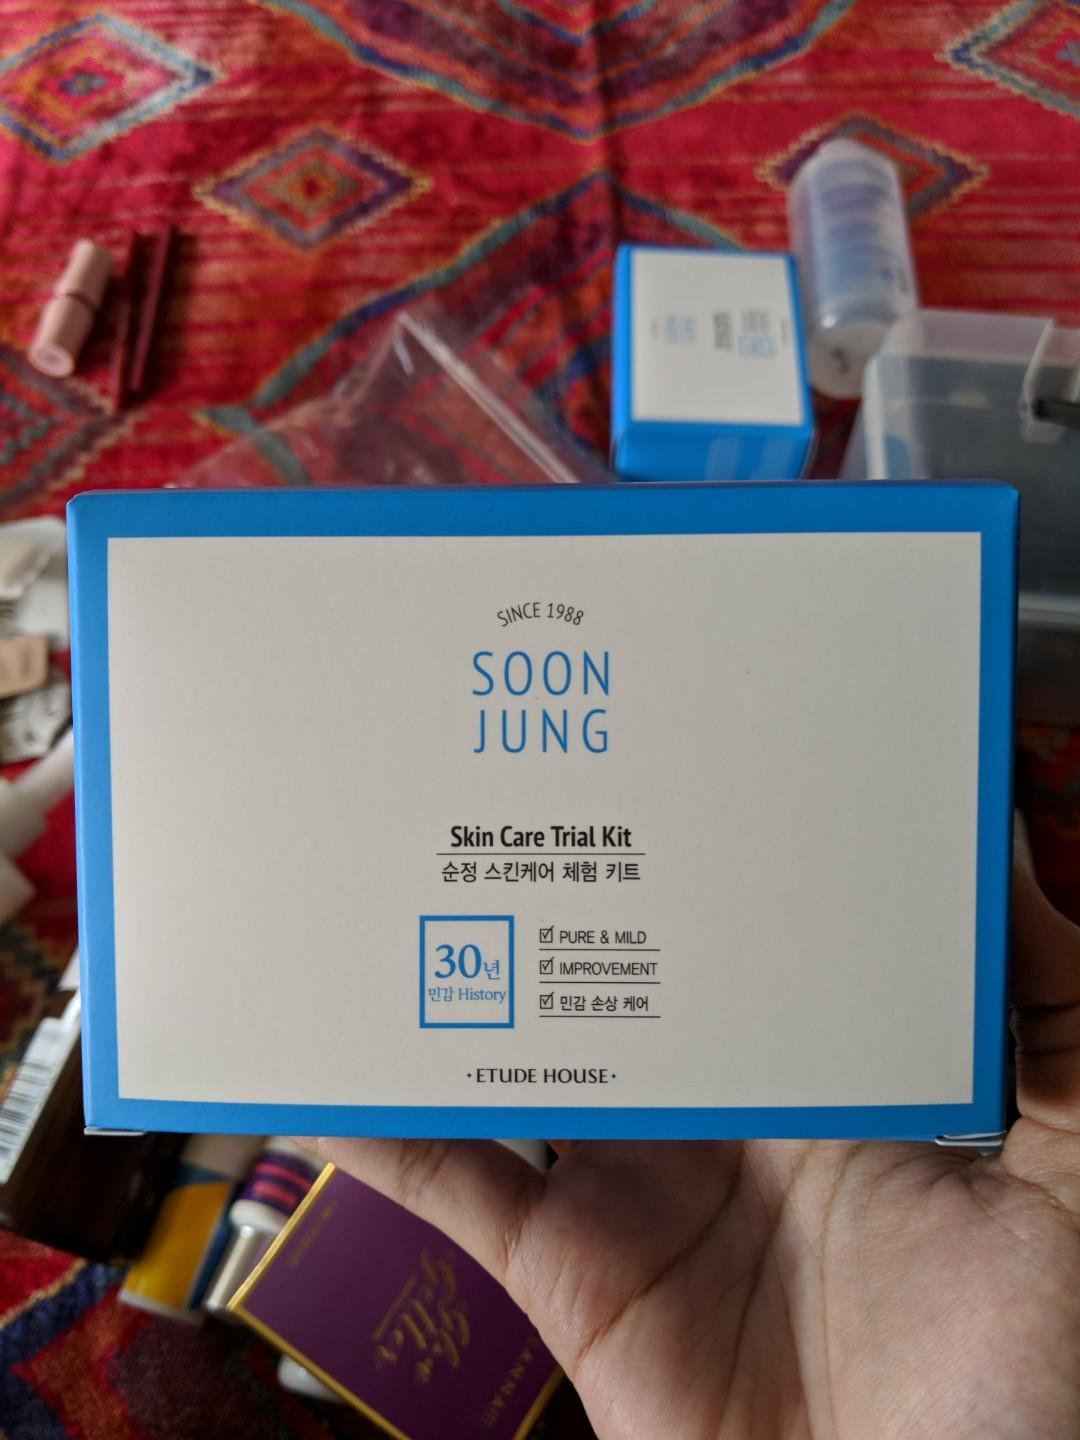 SINCE 1988
SOON
JUNG
Skin Care Trial Kit
순정 스킨케어 체험 키트
30년
민감 History
PURE & MILD
IMPROVEMENT
민감 손상 케어
·ETUDE HOUSE·